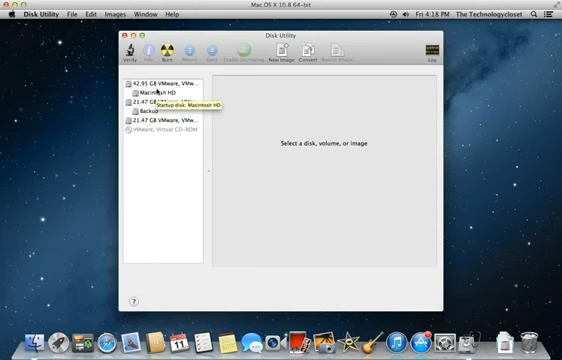 Mac OS X 10.8 64-bit
Disk Utility File Edit Images Window Help
Fri 4:18 PM The Technologycloset
Disk Utility
Verify Info Burn Mount Eject Enable Journaling New Image Convert Resize Image Log
42.95 GB VMware, VMw...
Macintosh HD
21.47 GB VMware, VMw...
Startup disk: Macintosh HD
Backup
21.47 GB VMware, VMw...
VMware, Virtual CD-ROM
Select a disk, volume, or image
?